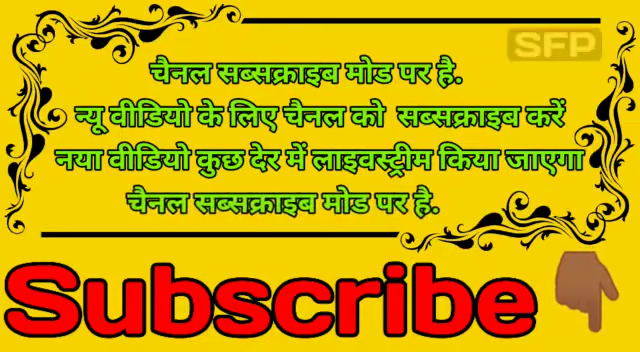 SFP
चैनल सब्सक्राइब मोड पर है.
न्यू वीडियो के लिए चैनल को सब्सक्राइब करें
नया वीडियो कुछ देर में लाइवस्ट्रीम किया जाएगा
चैनल सब्सक्राइब मोड पर है.
Subscribe